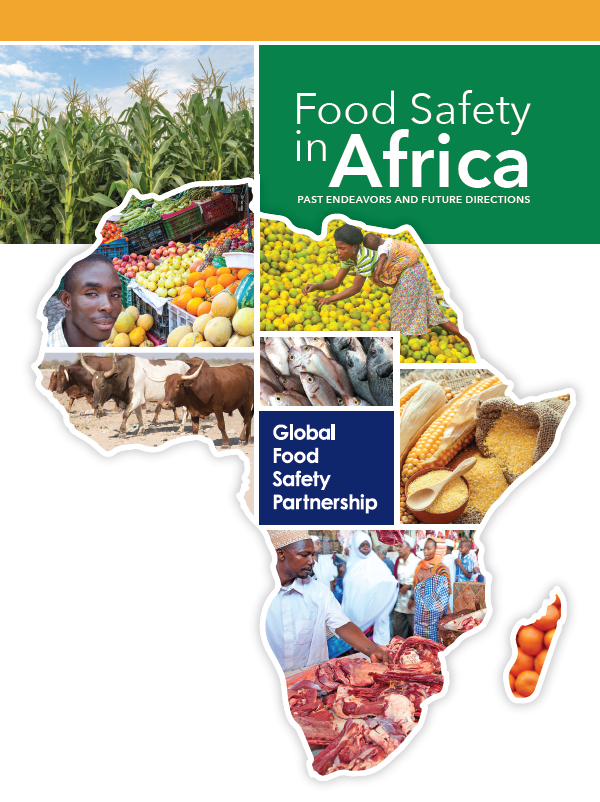 Food Safety
in Africa
PAST ENDEAVORS AND FUTURE DIRECTIONS
Global
Food
Safety
Partnership